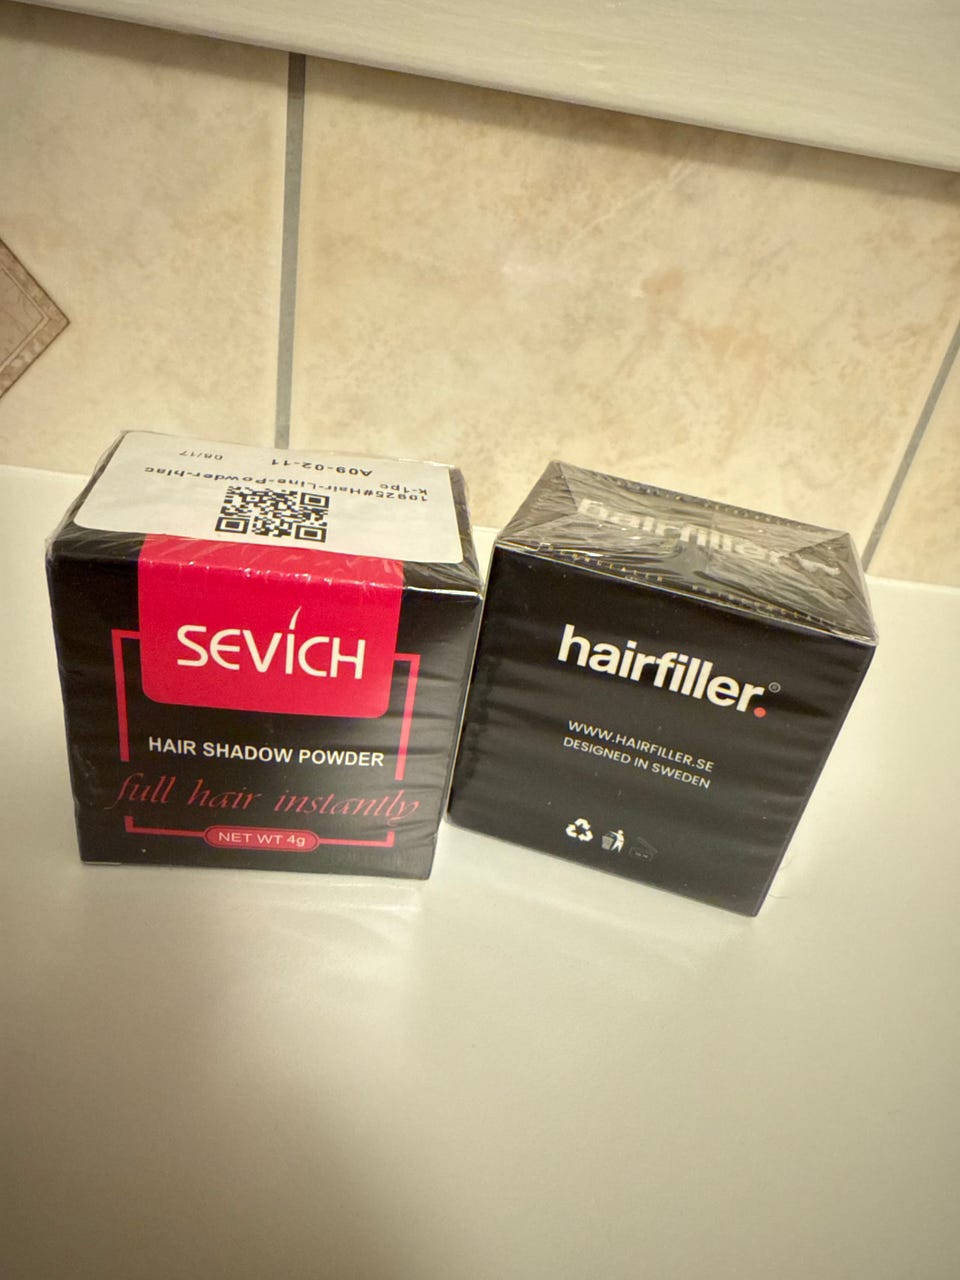 10925#Hair-Line-Powder-blac
K-1pc
A09-02-11
08/17
SEVICH
HAIR SHADOW POWDER
full hair instantly
NET WT 4g
hairfiller.
hairfiller.®
WWW.HAIRFILLER.SE
DESIGNED IN SWEDEN